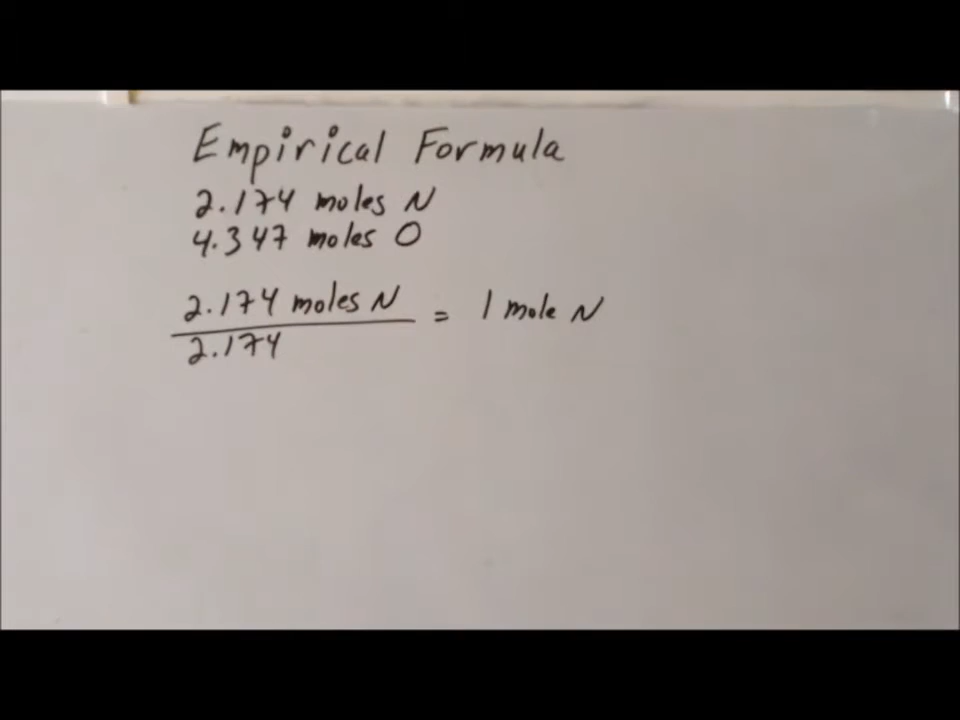 Empirical Formula
2.174 moles N
4.347 moles O
2.174 moles N = 1 mole N
2.174